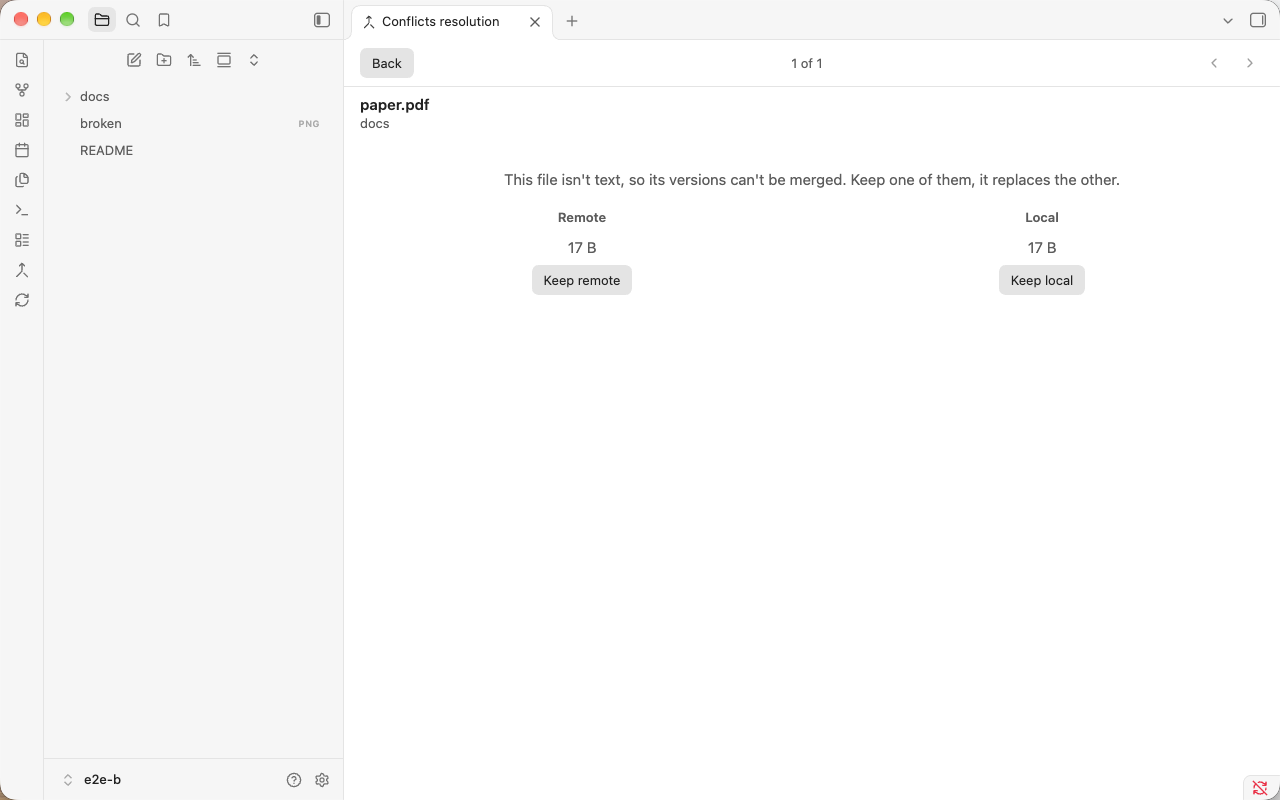 Conflicts resolution
Back
1 of 1
docs
broken
PNG
README
paper.pdf
docs
This file isn't text, so its versions can't be merged. Keep one of them, it replaces the other.
Remote
Local
17 B
17 B
Keep remote
Keep local
e2e-b